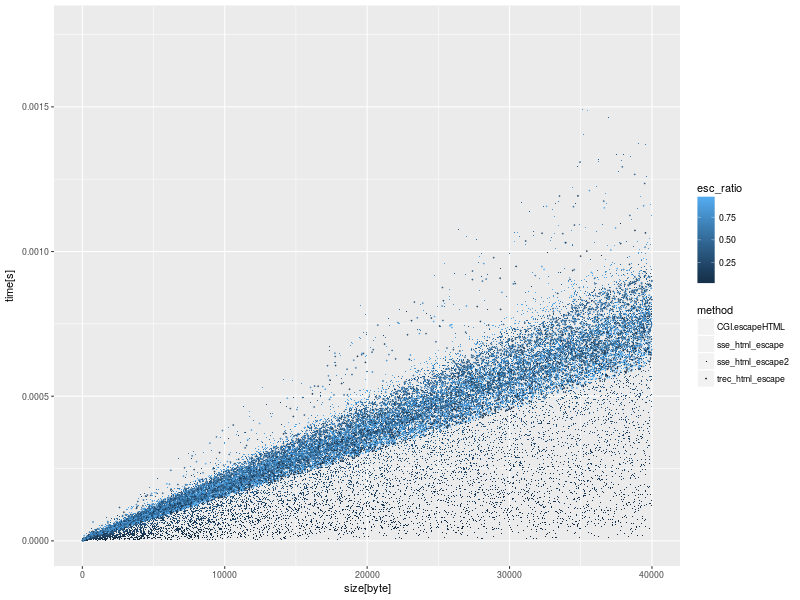 0.0015
0.0010
0.0005
0.0000
time[s]
0
10000
20000
30000
40000
size[byte]
esc_ratio
0.75
0.50
0.25
method
CGI.escapeHTML
sse_html_escape
sse_html_escape2
trec_html_escape